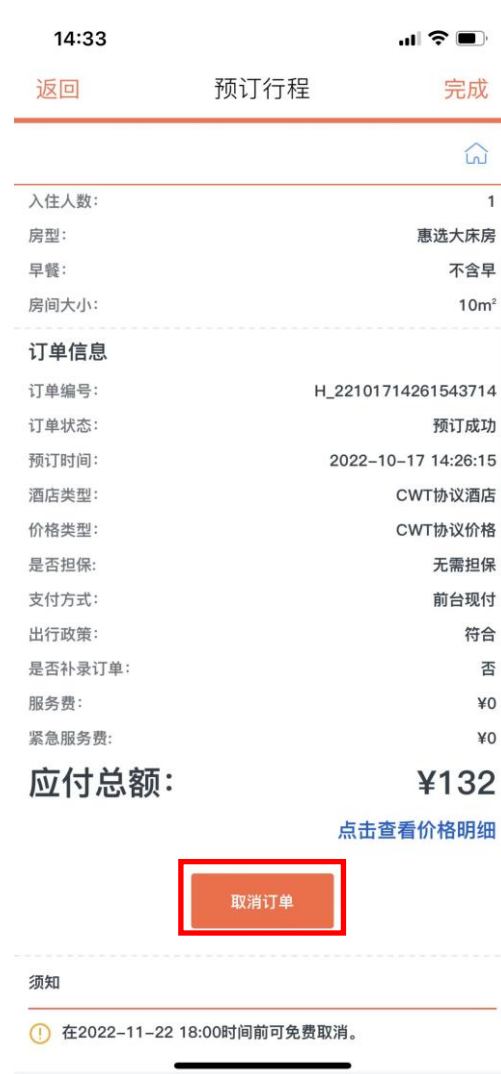 14:33
返回 预订行程 完成
入住人数: 1
房型: 惠选大床房
早餐: 不含早
房间大小: 10m²
订单信息
订单编号: H_22101714261543714
订单状态: 预订成功
预订时间: 2022-10-17 14:26:15
酒店类型: CWT协议酒店
价格类型: CWT协议价格
是否担保: 无需担保
支付方式: 前台现付
出行政策: 符合
是否补录订单: 否
服务费: ¥0
紧急服务费: ¥0
应付总额: ¥132
点击查看价格明细
取消订单
须知
在2022-11-22 18:00时间前可免费取消。